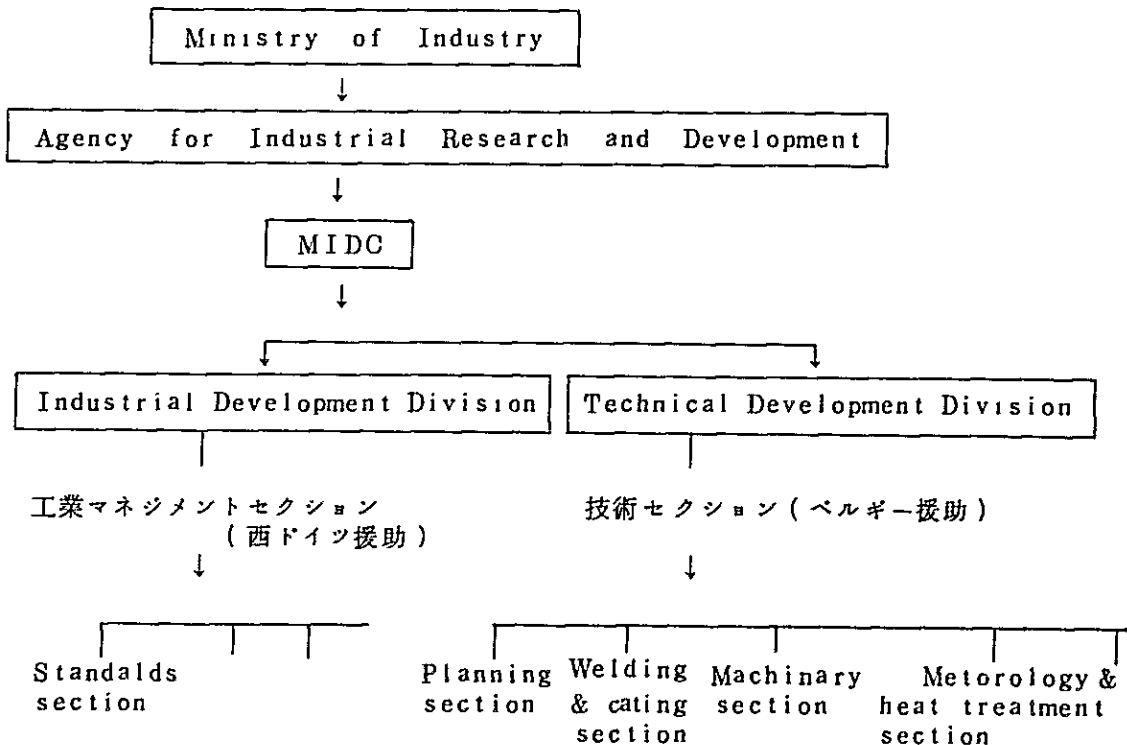 Ministry of Industry
Agency for Industrial Research and Development
MIDC
Industrial Development Division
Technical Development Division
工業マネジメントセクション
(西ドイツ援助)
技術セクション(ベルギー援助)
Standalds
section
Planning
section
Welding
& cating
section
Machinary
section
Metorology &
heat treatment
section